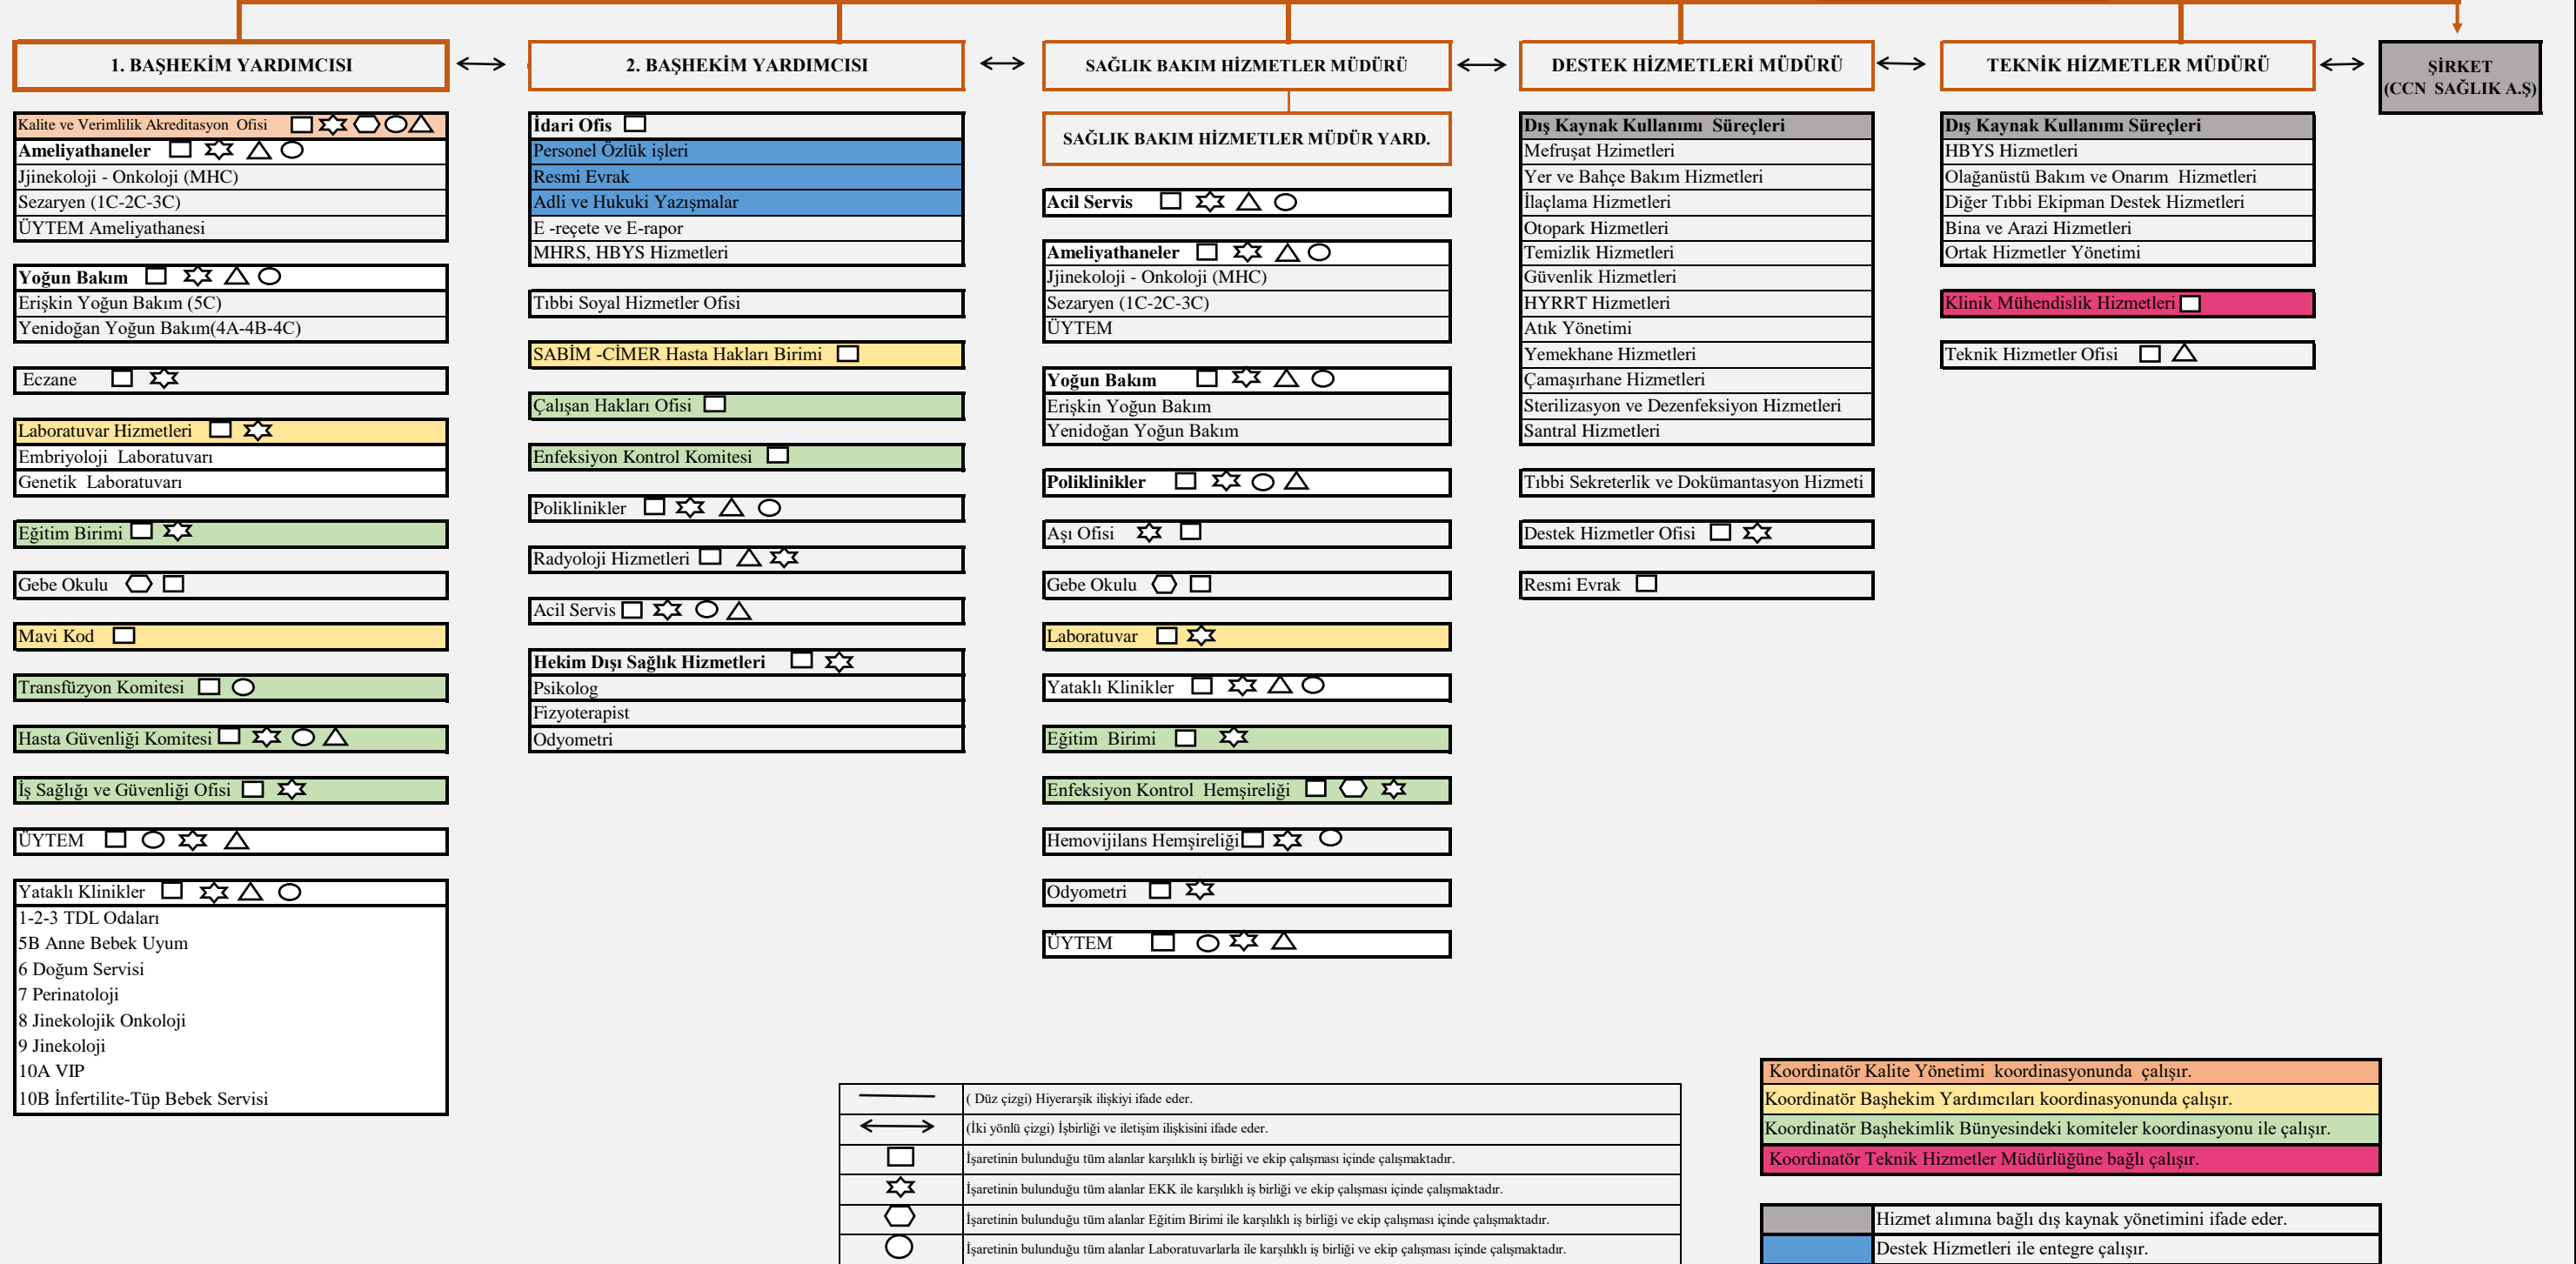 1. BAŞHEKİM YARDIMCISI
2. BAŞHEKİM YARDIMCISI
SAĞLIK BAKIM HİZMETLER MÜDÜRÜ
DESTEK HİZMETLERİ MÜDÜRÜ
TEKNİK HİZMETLER MÜDÜRÜ
ŞİRKET
(CCN SAĞLIK A.Ş)
Kalite ve Verimlilik Akreditasyon Ofisi
Ameliyathaneler
Jjinekoloji - Onkoloji (MHC)
Sezaryen (1C-2C-3C)
ÜYTEM Ameliyathanesi
Yoğun Bakım
Erişkin Yoğun Bakım (5C)
Yenidoğan Yoğun Bakım(4A-4B-4C)
Eczane
Laboratuvar Hizmetleri
Embriyoloji Laboratuvarı
Genetik Laboratuvarı
Eğitim Birimi
Gebe Okulu
Mavi Kod
Transfüzyon Komitesi
Hasta Güvenliği Komitesi
İş Sağlığı ve Güvenliği Ofisi
ÜYTEM
Yataklı Klinikler
1-2-3 TDL Odaları
5B Anne Bebek Uyum
6 Doğum Servisi
7 Perinatoloji
8 Jinekolojik Onkoloji
9 Jinekoloji
10A VIP
10B İnfertilite-Tüp Bebek Servisi
İdari Ofis
Personel Özlük işleri
Resmi Evrak
Adli ve Hukuki Yazışmalar
E -reçete ve E-rapor
MHRS, HBYS Hizmetleri
Tıbbi Soyal Hizmetler Ofisi
SABİM -CİMER Hasta Hakları Birimi
Çalışan Hakları Ofisi
Enfeksiyon Kontrol Komitesi
Poliklinikler
Radyoloji Hizmetleri
Acil Servis
Hekim Dışı Sağlık Hizmetleri
Psikolog
Fizyoterapist
Odyometri
SAĞLIK BAKIM HİZMETLER MÜDÜR YARD.
Acil Servis
Ameliyathaneler
Jjinekoloji - Onkoloji (MHC)
Sezaryen (1C-2C-3C)
ÜYTEM
Yoğun Bakım
Erişkin Yoğun Bakım
Yenidoğan Yoğun Bakım
Poliklinikler
Aşı Ofisi
Gebe Okulu
Laboratuvar
Yataklı Klinikler
Eğitim Birimi
Enfeksiyon Kontrol Hemşireliği
Hemovijilans Hemşireliği
Odyometri
ÜYTEM
Dış Kaynak Kullanımı Süreçleri
Mefruşat Hzimetleri
Yer ve Bahçe Bakım Hizmetleri
İlaçlama Hizmetleri
Otopark Hizmetleri
Temizlik Hizmetleri
Güvenlik Hizmetleri
HYRRT Hizmetleri
Atık Yönetimi
Yemekhane Hizmetleri
Çamaşırhane Hizmetleri
Sterilizasyon ve Dezenfeksiyon Hizmetleri
Santral Hizmetleri
Tıbbi Sekreterlik ve Dokümantasyon Hizmeti
Destek Hizmetler Ofisi
Resmi Evrak
Dış Kaynak Kullanımı Süreçleri
HBYS Hizmetleri
Olağanüstü Bakım ve Onarım Hizmetleri
Diğer Tıbbi Ekipman Destek Hizmetleri
Bina ve Arazi Hizmetleri
Ortak Hizmetler Yönetimi
Klinik Mühendislik Hizmetleri
Teknik Hizmetler Ofisi
( Düz çizgi) Hiyerarşik ilişkiyi ifade eder.
(İki yönlü çizgi) İşbirliği ve iletişim ilişkisini ifade eder.
İşaretinin bulunduğu tüm alanlar karşılıklı iş birliği ve ekip çalışması içinde çalışmaktadır.
İşaretinin bulunduğu tüm alanlar EKK ile karşılıklı iş birliği ve ekip çalışması içinde çalışmaktadır.
İşaretinin bulunduğu tüm alanlar Eğitim Birimi ile karşılıklı iş birliği ve ekip çalışması içinde çalışmaktadır.
İşaretinin bulunduğu tüm alanlar Laboratuvarlarla ile karşılıklı iş birliği ve ekip çalışması içinde çalışmaktadır.
Koordinatör Kalite Yönetimi koordinasyonunda çalışır.
Koordinatör Başhekim Yardımcıları koordinasyonunda çalışır.
Koordinatör Başhekimlik Bünyesindeki komiteler koordinasyonu ile çalışır.
Koordinatör Teknik Hizmetler Müdürlüğüne bağlı çalışır.
Hizmet alımına bağlı dış kaynak yönetimini ifade eder.
Destek Hizmetleri ile entegre çalışır.